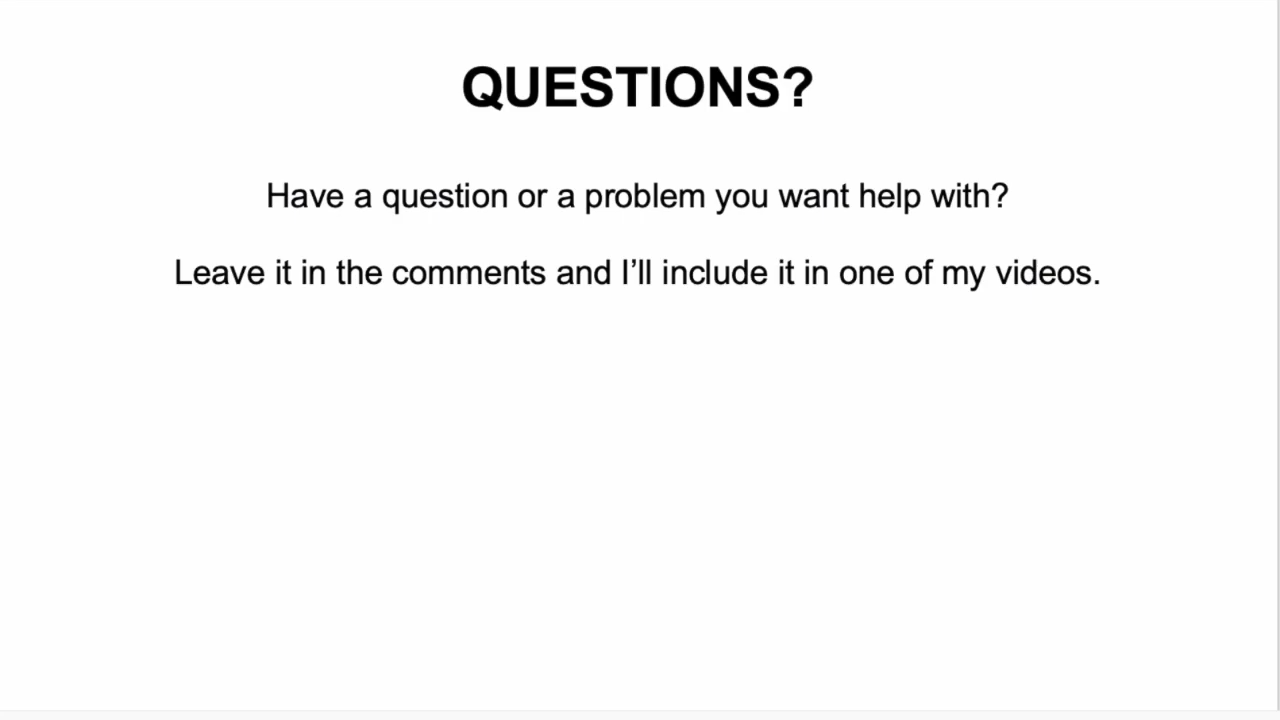 QUESTIONS?
Have a question or a problem you want help with?
Leave it in the comments and I’ll include it in one of my videos.